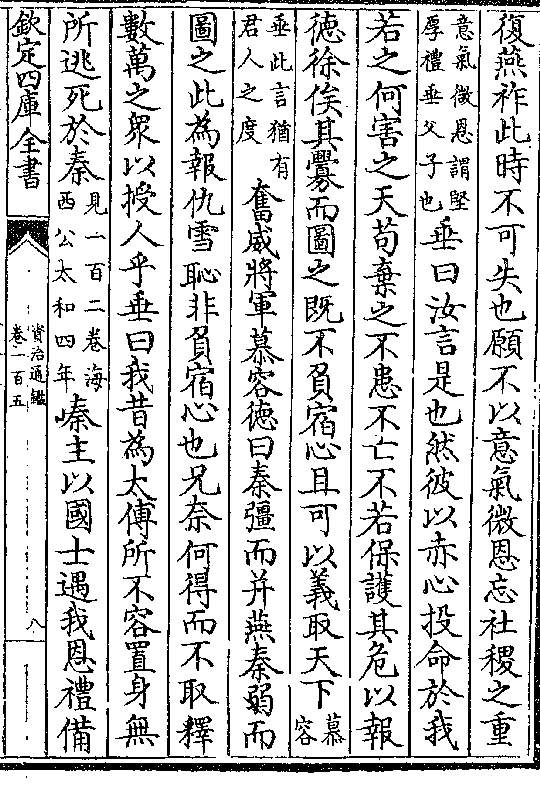 復燕祚此時不可失也願不以意氣微恩忘社稷之重
意氣微恩謂堅
厚禮垂父子也
垂曰汝言是也然彼以赤心投命於我
若之何害之天苟棄之不患不亡不若保護其危以報
德徐俟其釁而圖之既不負宿心且可以義取天下
慕
容
垂此言猶有
君人之度
奮威將軍慕容德曰秦彊而并燕秦弱而
圖之此為報仇雪恥非負宿心也兄奈何得而不取釋
數萬之衆以授人乎垂曰我昔為太傅所不容置身無
所逃死於秦
見一百二卷海
西公太和四年
秦主以國士遇我恩禮備
欽定四庫全書
資治通鑑
卷一百五
八